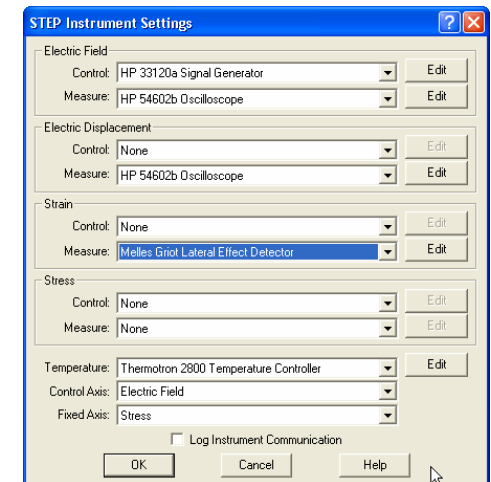 STEP Instrument Settings
Electric Field
Control: HP 33120a Signal Generator Edit
Measure: HP 54602b Oscilloscope Edit
Electric Displacement
Control: None Edit
Measure: HP 54602b Oscilloscope Edit
Strain
Control: None Edit
Measure: Melles Griot Lateral Effect Detector Edit
Stress
Control: None Edit
Measure: None Edit
Temperature: Thermotron 2800 Temperature Controller Edit
Control Axis: Electric Field
Fixed Axis: Stress
Log Instrument Communication
OK Cancel Help